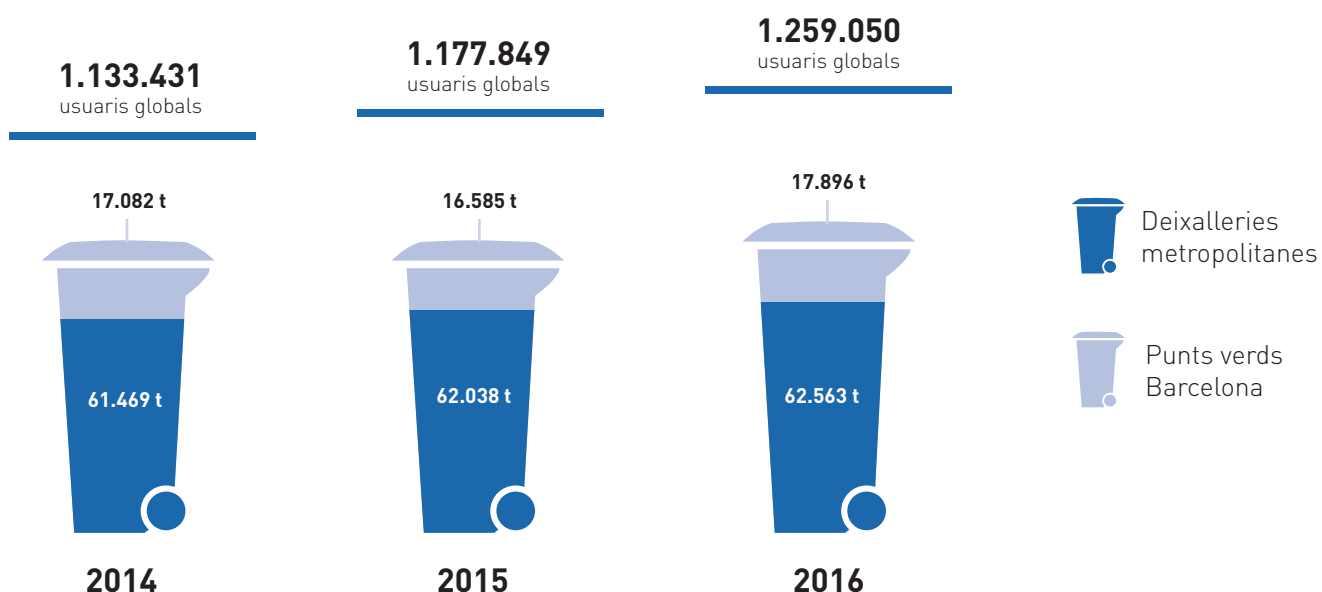 1.133.431
usuaris globals
17.082 t
61.469 t
2014
1.177.849
usuaris globals
16.585 t
62.038 t
2015
1.259.050
usuaris globals
17.896 t
62.563 t
2016
Deixalleries
metropolitanes
Punts verds
Barcelona